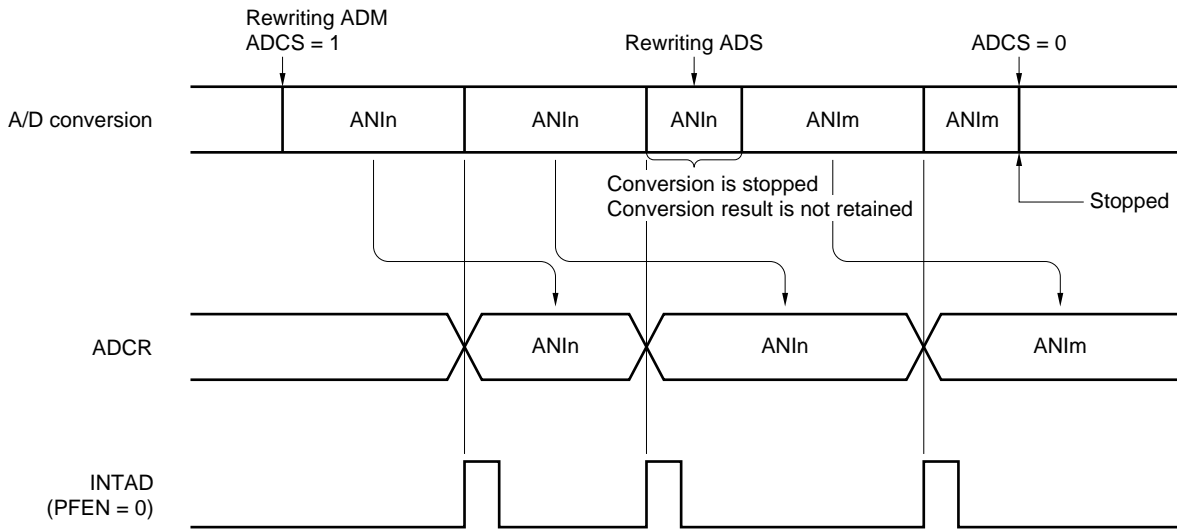 Rewriting ADM
ADCS = 1
Rewriting ADS
ADCS = 0
A/D conversion
ANIn
ANIn
ANIn
ANIm
ANIm
Conversion is stopped
Conversion result is not retained
Stopped
ADCR
ANIn
ANIn
ANIm
INTAD
(PFEN = 0)